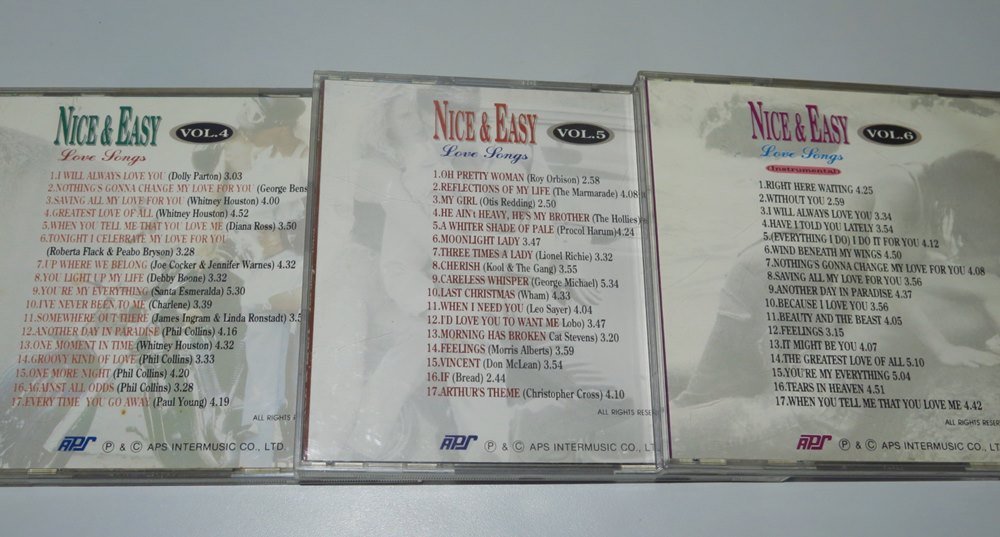 NICE & EASY VOL.4
Love Songs
1.I WILL ALWAYS LOVE YOU (Dolly Parton) 3.03
2.NOTHING'S GONNA CHANGE MY LOVE FOR YOU (George Bens
3.SAVING ALL MY LOVE FOR YOU (Whitney Houston) 4.00
4.GREATEST LOVE OF ALL (Whitney Houston) 4.52
5.WHEN YOU TELL ME THAT YOU LOVE ME (Diana Ross) 3.50
6.TONIGHT I CELEBRATE MY LOVE FOR YOU
(Roberta Flack & Peabo Bryson) 3.28
7.UP WHERE WE BELONG (Joe Cocker & Jennifer Warnes) 4.32
8.YOU LIGHT UP MY LIFE (Debby Boone) 3.32
9.YOU'RE MY EVERYTHING (Santa Esmeralda) 5.30
10.I'VE NEVER BEEN TO ME (Charlene) 3.39
11.SOMEWHERE OUT THERE (James Ingram & Linda Ronstadt) 3.5
12.ANOTHER DAY IN PARADISE (Phil Collins) 4.16
13.ONE MOMENT IN TIME (Whitney Houston) 4.32
14.GROOVY KIND OF LOVE (Phil Collins) 3.33
15.ONE MORE NIGHT (Phil Collins) 4.20
16.AGAINST ALL ODDS (Phil Collins) 3.28
17.EVERY TIME YOU GO AWAY (Paul Young) 4.19
ALL RIGHTS
APS Ⓟ & Ⓒ APS INTERMUSIC CO., LTD.
NICE & EASY VOL.5
Love Songs
1.OH PRETTY WOMAN (Roy Orbison) 2.58
2.REFLECTIONS OF MY LIFE (The Marmarade) 4.08
3.MY GIRL (Otis Redding) 2.50
4.HE AIN't HEAVY, HE'S MY BROTHER (The Hollies)
5.A WHITER SHADE OF PALE (Procol Harum)4.24
6.MOONLIGHT LADY 3.47
7.THREE TIMES A LADY (Lionel Richie) 3.32
8.CHERISH (Kool & The Gang) 3.55
9.CARELESS WHISPER (George Michael) 5.34
10.LAST CHRISTMAS (Wham) 4.33
11.WHEN I NEED YOU (Leo Sayer) 4.04
12.I'D LOVE YOU TO WANT ME Lobo) 3.47
13.MORNING HAS BROKEN Cat Stevens) 3.20
14.FEELINGS (Morris Alberts) 3.59
15.VINCENT (Don McLean) 3.54
16.IF (Bread) 2.44
17.ARTHUR'S THEME (Christopher Cross) 4.10
ALL RIGHTS RESER
APS Ⓟ & Ⓒ APS INTERMUSIC CO., LTD
NICE & EASY VOL.6
Love Songs
Instrumental
1.RIGHT HERE WAITING 4.25
2.WITHOUT YOU 2.59
3.I WILL ALWAYS LOVE YOU 3.34
4.HAVE I TOLD YOU LATELY 3.54
5.(EVERYTHING I DO) I DO IT FOR YOU 4.12
6.WIND BENEATH MY WINGS 4.50
7.NOTHING'S GONNA CHANGE MY LOVE FOR YOU 4.08
8.SAVING ALL MY LOVE FOR YOU 3.56
9.ANOTHER DAY IN PARADISE 4.37
10.BECAUSE I LOVE YOU 3.56
11.BEAUTY AND THE BEAST 4.05
12.FEELINGS 3.15
13.IT MIGHT BE YOU 4.07
14.THE GREATEST LOVE OF ALL 5.10
15.YOU'RE MY EVERYTHING 5.04
16.TEARS IN HEAVEN 4.51
17.WHEN YOU TELL ME THAT YOU LOVE ME 4.42
ALL RIGHTS RESER
APS Ⓟ & Ⓒ APS INTERMUSIC CO., LTD.